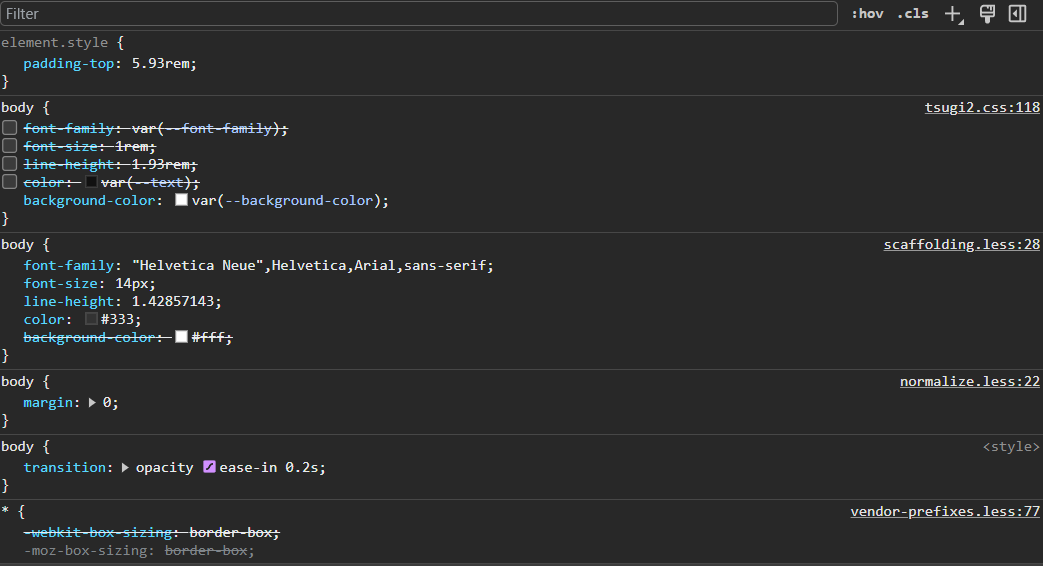 Filter :hov .cls
element.style {
padding-top: 5.93rem;
}
body { tsugi2.css:118
font-family: var(--font-family);
font-size: 1rem;
line-height: 1.93rem;
color: var(--text);
background-color: var(--background-color);
}
body { scaffolding.less:28
font-family: "Helvetica Neue",Helvetica,Arial,sans-serif;
font-size: 14px;
line-height: 1.42857143;
color: #333;
background-color: #fff;
}
body { normalize.less:22
margin: 0;
}
body { <style>
transition: opacity ease-in 0.2s;
}
* { vendor-prefixes.less:77
-webkit-box-sizing: border-box;
-moz-box-sizing: border-box;